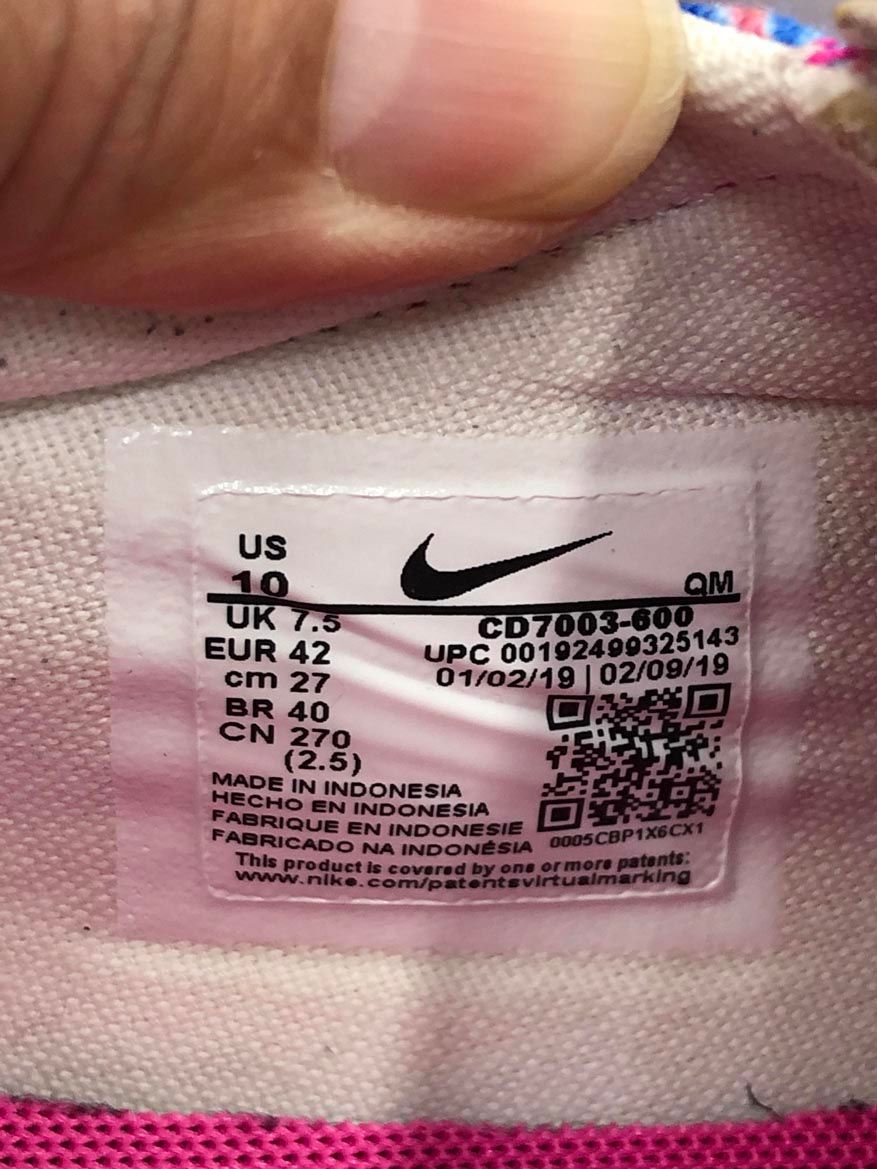 US
10
QM
UK 7.5
CD7003-600
EUR 42
UPC 00192499325143
cm 27
01/02/19 | 02/09/19
BR 40
CN 270
(2.5)
MADE IN INDONESIA
HECHO EN INDONESIA
FABRIQUE EN INDONESIE
FABRICADO NA INDONÉSIA
0005CBP1X6CX1
This product is covered by one or more patents:
www.nike.com/patentsvirtualmarking